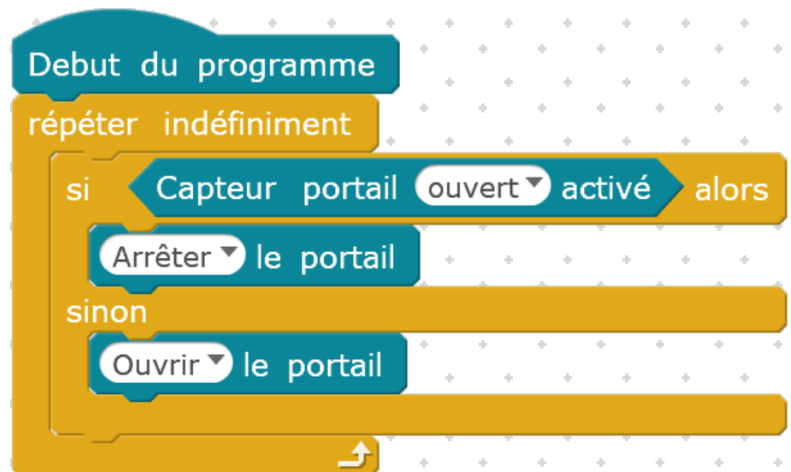 Debut du programme
répéter indéfiniment
si Capteur portail ouvert activé alors
Arrêter le portail
sinon
Ouvrir le portail